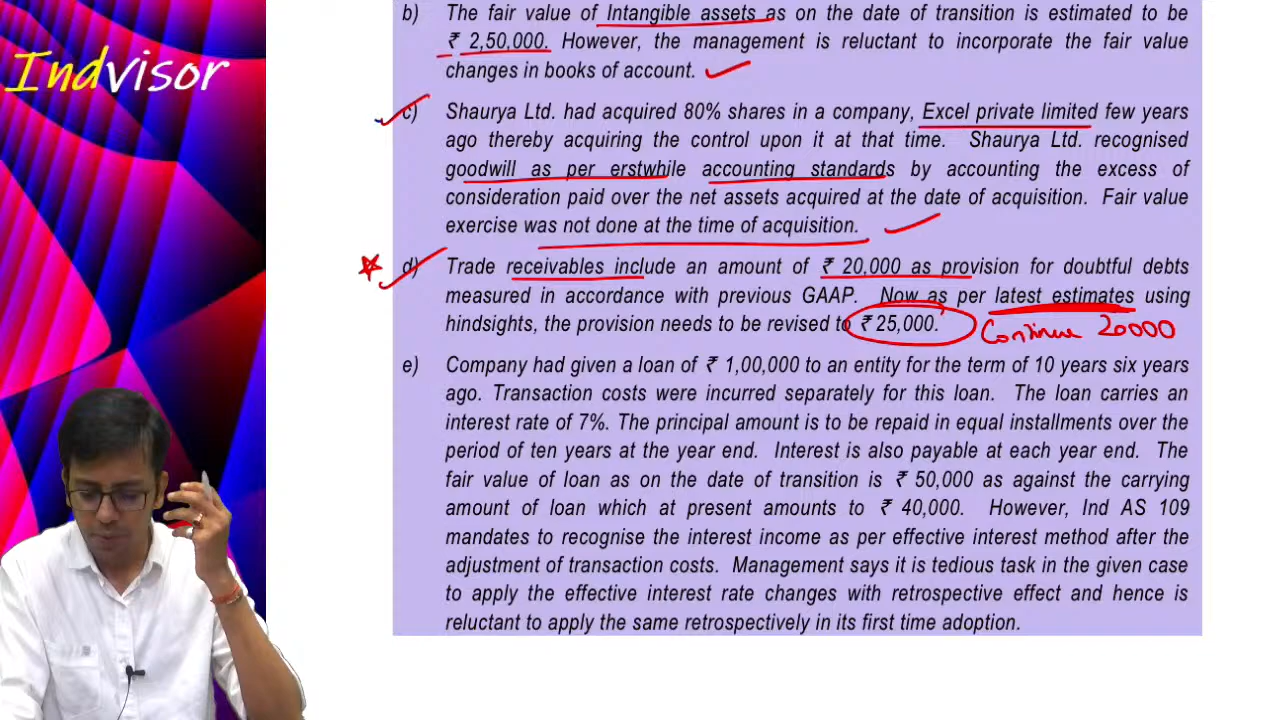 Indvisor
b) The fair value of Intangible assets as on the date of transition is estimated to be
₹ 2,50,000. However, the management is reluctant to incorporate the fair value
changes in books of account.
c) Shaurya Ltd. had acquired 80% shares in a company, Excel private limited few years
ago thereby acquiring the control upon it at that time. Shaurya Ltd. recognised
goodwill as per erstwhile accounting standards by accounting the excess of
consideration paid over the net assets acquired at the date of acquisition. Fair value
exercise was not done at the time of acquisition.
d) Trade receivables include an amount of ₹ 20,000 as provision for doubtful debts
measured in accordance with previous GAAP. Now as per latest estimates using
hindsights, the provision needs to be revised to ₹ 25,000.
Continue 20000
e) Company had given a loan of ₹ 1,00,000 to an entity for the term of 10 years six years
ago. Transaction costs were incurred separately for this loan. The loan carries an
interest rate of 7%. The principal amount is to be repaid in equal installments over the
period of ten years at the year end. Interest is also payable at each year end. The
fair value of loan as on the date of transition is ₹ 50,000 as against the carrying
amount of loan which at present amounts to ₹ 40,000. However, Ind AS 109
mandates to recognise the interest income as per effective interest method after the
adjustment of transaction costs. Management says it is tedious task in the given case
to apply the effective interest rate changes with retrospective effect and hence is
reluctant to apply the same retrospectively in its first time adoption.